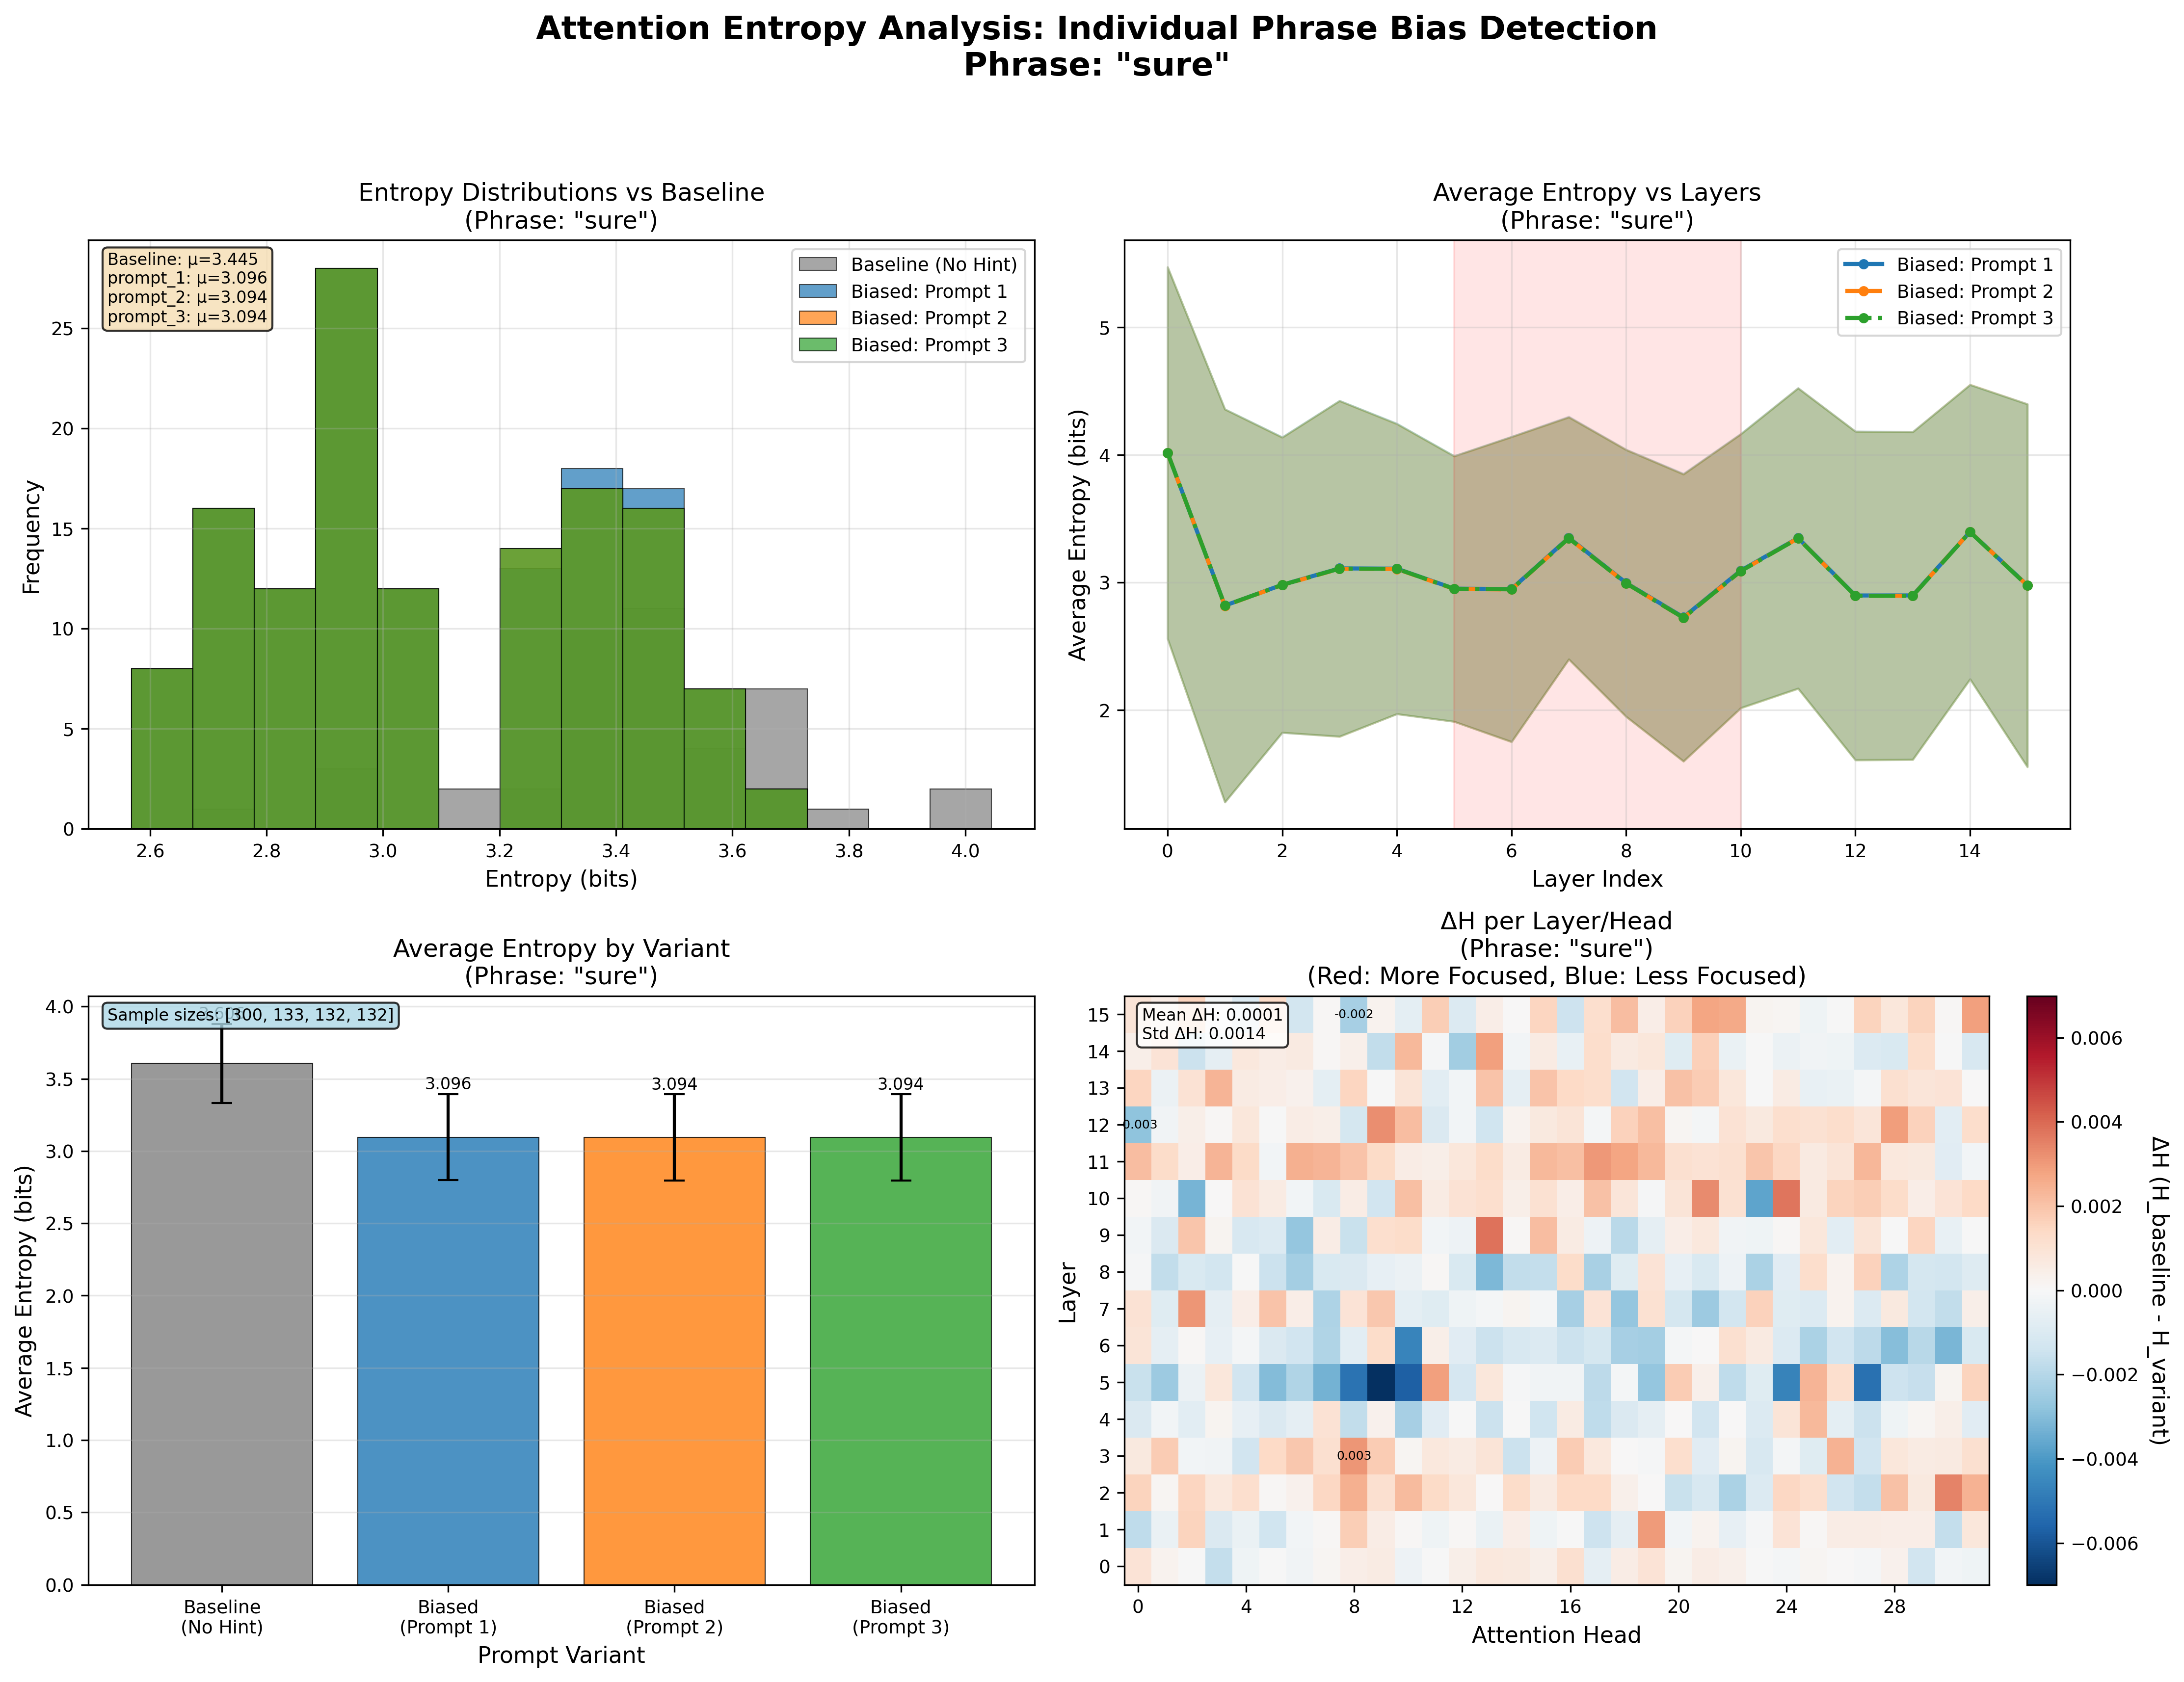 Attention Entropy Analysis: Individual Phrase Bias Detection
Phrase: "sure"
Entropy Distributions vs Baseline
(Phrase: "sure")
Baseline: μ=3.445
prompt_1: μ=3.096
prompt_2: μ=3.094
prompt_3: μ=3.094
Baseline (No Hint)
Biased: Prompt 1
Biased: Prompt 2
Biased: Prompt 3
Frequency
25
20
15
10
5
0
2.6 2.8 3.0 3.2 3.4 3.6 3.8 4.0
Entropy (bits)
Average Entropy vs Layers
(Phrase: "sure")
Biased: Prompt 1
Biased: Prompt 2
Biased: Prompt 3
Average Entropy (bits)
5
4
3
2
0 2 4 6 8 10 12 14
Layer Index
Average Entropy by Variant
(Phrase: "sure")
Sample sizes: [300, 133, 132, 132]
3.096
3.094
3.094
Average Entropy (bits)
4.0
3.5
3.0
2.5
2.0
1.5
1.0
0.5
0.0
Baseline
(No Hint)
Biased
(Prompt 1)
Biased
(Prompt 2)
Biased
(Prompt 3)
Prompt Variant
ΔH per Layer/Head
(Phrase: "sure")
(Red: More Focused, Blue: Less Focused)
Mean ΔH: 0.0001
Std ΔH: 0.0014
-0.002
0.003
0.003
Layer
15
14
13
12
11
10
9
8
7
6
5
4
3
2
1
0
0 4 8 12 16 20 24 28
Attention Head
0.006
0.004
0.002
0.000
−0.002
−0.004
−0.006
ΔH (H_baseline - H_variant)